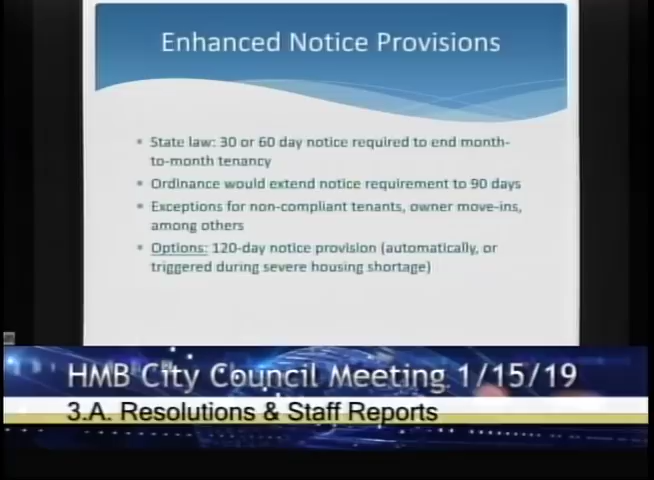 Enhanced Notice Provisions
State law: 30 or 60 day notice required to end month-
to-month tenancy
Ordinance would extend notice requirement to 90 days
Exceptions for non-compliant tenants, owner move-ins,
among others
Options: 120-day notice provision (automatically, or
triggered during severe housing shortage)
HMB City Council Meeting 1/15/19
3.A. Resolutions & Staff Reports